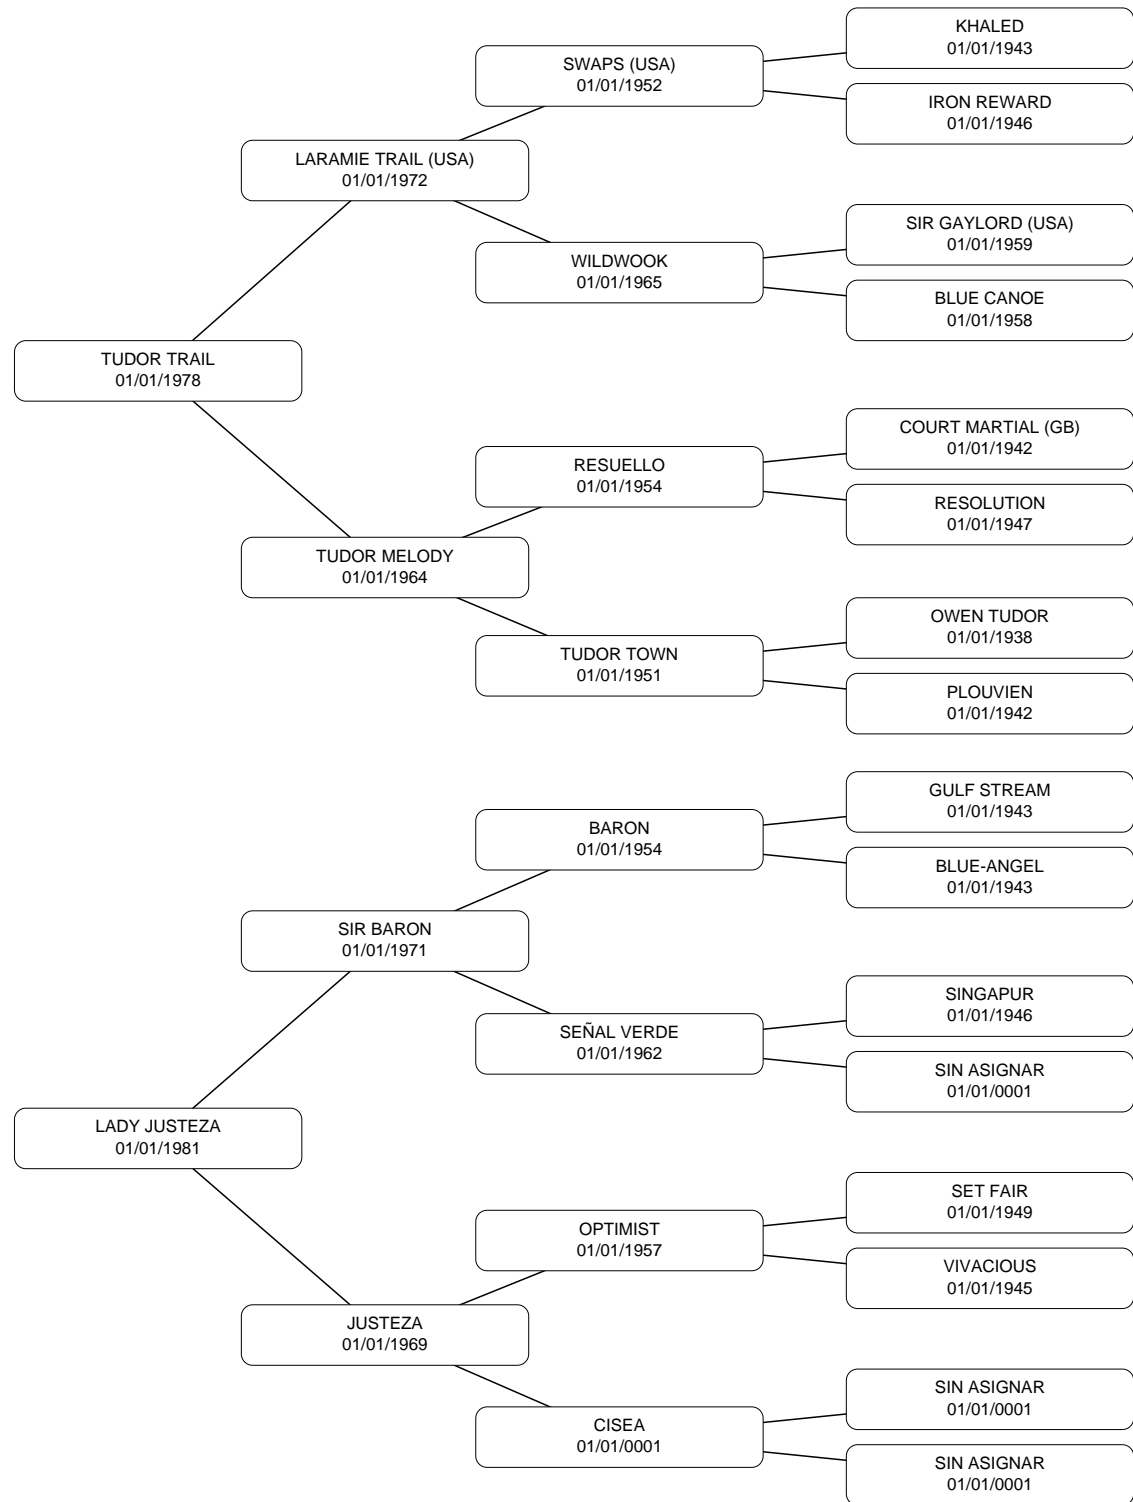 KHALED
01/01/1943
SWAPS (USA)
01/01/1952
IRON REWARD
01/01/1946
LARAMIE TRAIL (USA)
01/01/1972
SIR GAYLORD (USA)
01/01/1959
WILDWOOK
01/01/1965
BLUE CANOE
01/01/1958
TUDOR TRAIL
01/01/1978
COURT MARTIAL (GB)
01/01/1942
RESUELLO
01/01/1954
RESOLUTION
01/01/1947
TUDOR MELODY
01/01/1964
OWEN TUDOR
01/01/1938
TUDOR TOWN
01/01/1951
PLOUVIEN
01/01/1942
GULF STREAM
01/01/1943
BARON
01/01/1954
BLUE-ANGEL
01/01/1943
SIR BARON
01/01/1971
SINGAPUR
01/01/1946
SEÑAL VERDE
01/01/1962
SIN ASIGNAR
01/01/0001
LADY JUSTEZA
01/01/1981
SET FAIR
01/01/1949
OPTIMIST
01/01/1957
VIVACIOUS
01/01/1945
JUSTEZA
01/01/1969
SIN ASIGNAR
01/01/0001
CISEA
01/01/0001
SIN ASIGNAR
01/01/0001